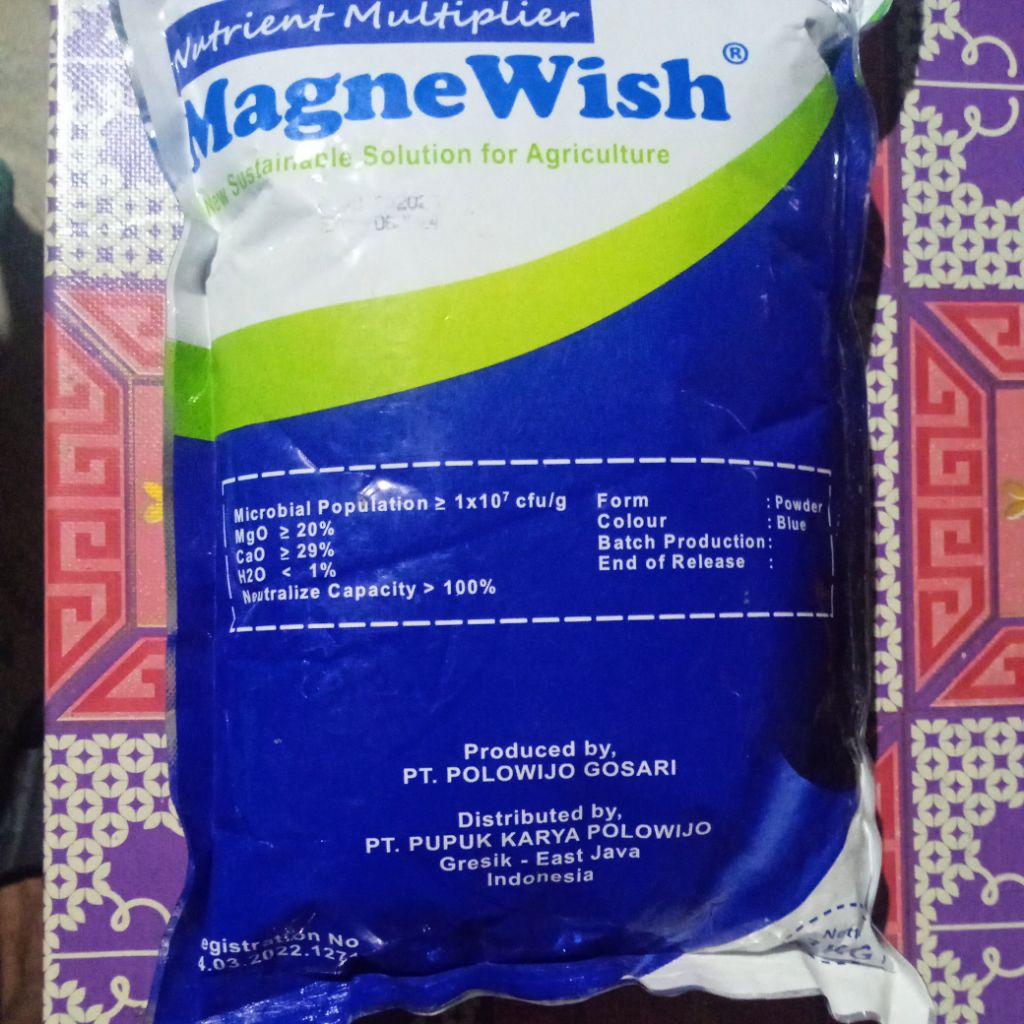 Nutrient Multiplier
MagneWish®
New Sustainable Solution for Agriculture
Microbial Population ≥ 1x10⁷ cfu/g
MgO ≥ 20%
CaO ≥ 29%
H2O < 1%
Neutralize Capacity > 100%
Form : Powder
Colour : Blue
Batch Production :
End of Release :
Produced by,
PT. POLOWIJO GOSARI
Distributed by,
PT. PUPUK KARYA POLOWIJO
Gresik - East Java
Indonesia
egistration No